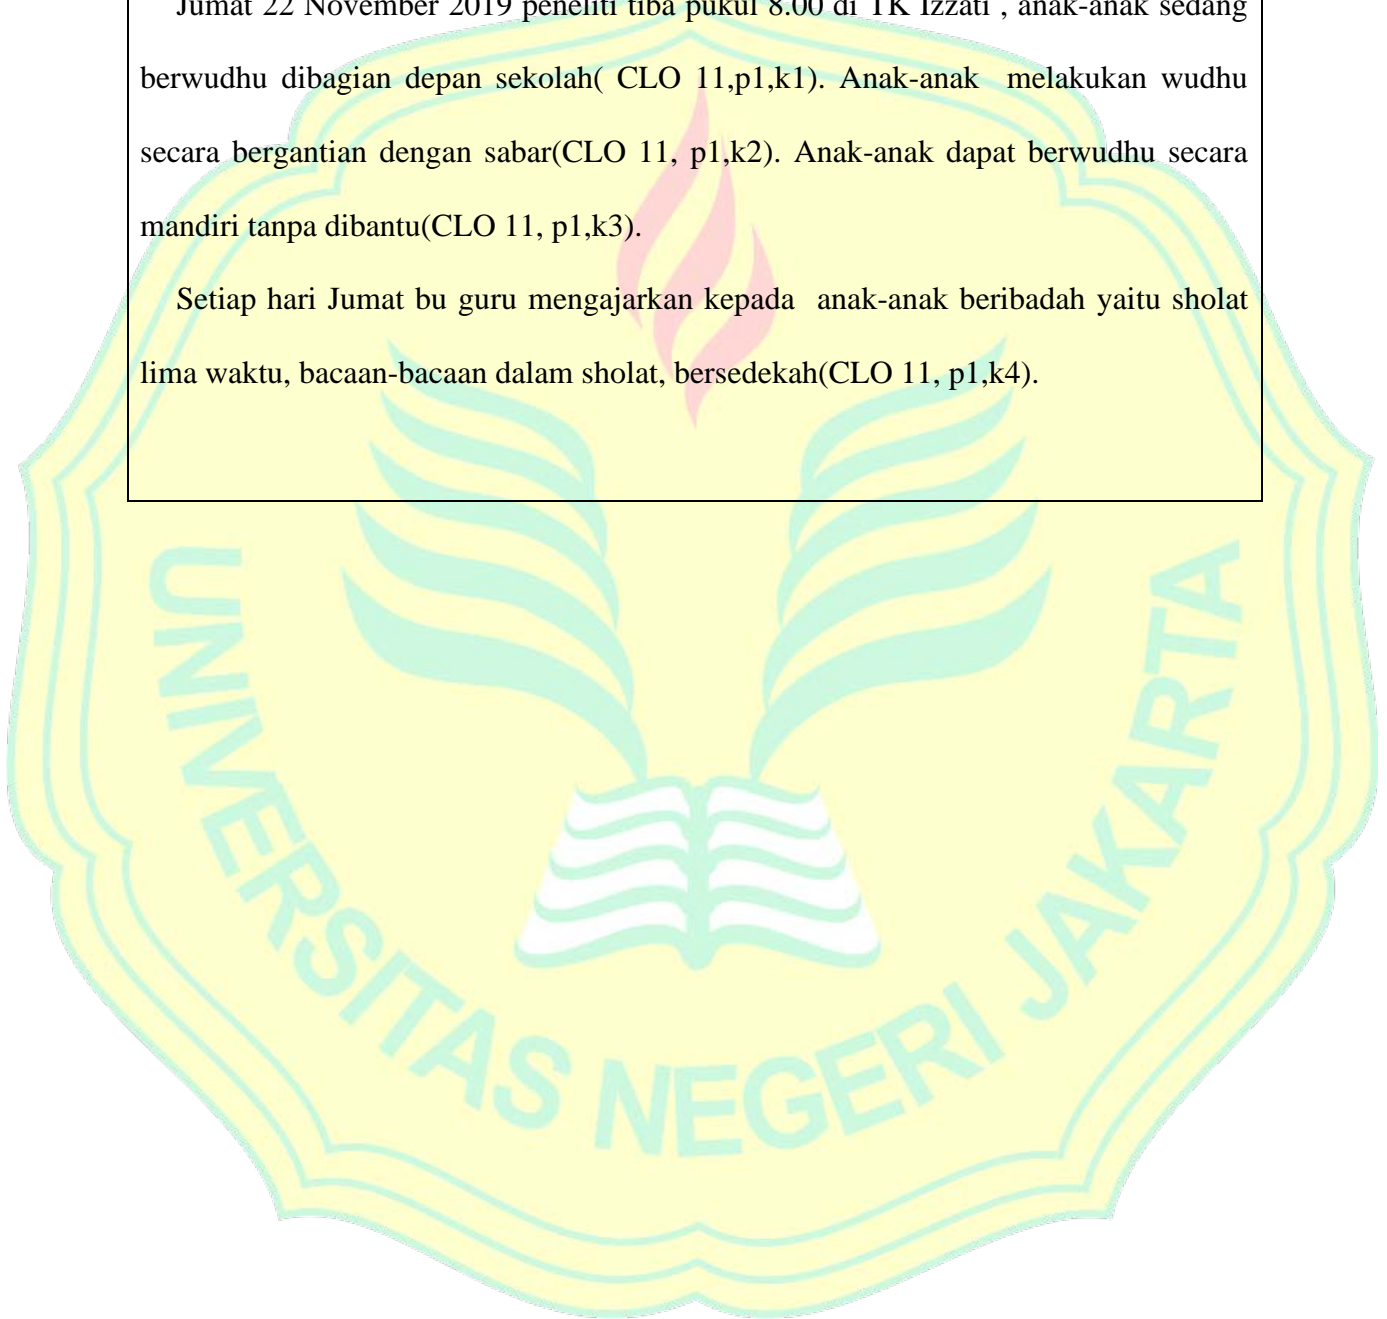 Jumat 22 November 2019 peneliti tiba pukul 8.00 di TK Izzati , anak-anak sedang
berwudhu dibagian depan sekolah( CLO 11,p1,k1). Anak-anak melakukan wudhu
secara bergantian dengan sabar(CLO 11, p1,k2). Anak-anak dapat berwudhu secara
mandiri tanpa dibantu(CLO 11, p1,k3).
Setiap hari Jumat bu guru mengajarkan kepada anak-anak beribadah yaitu sholat
lima waktu, bacaan-bacaan dalam sholat, bersedekah(CLO 11, p1,k4).
UNIVERSITAS NEGERI JAKARTA